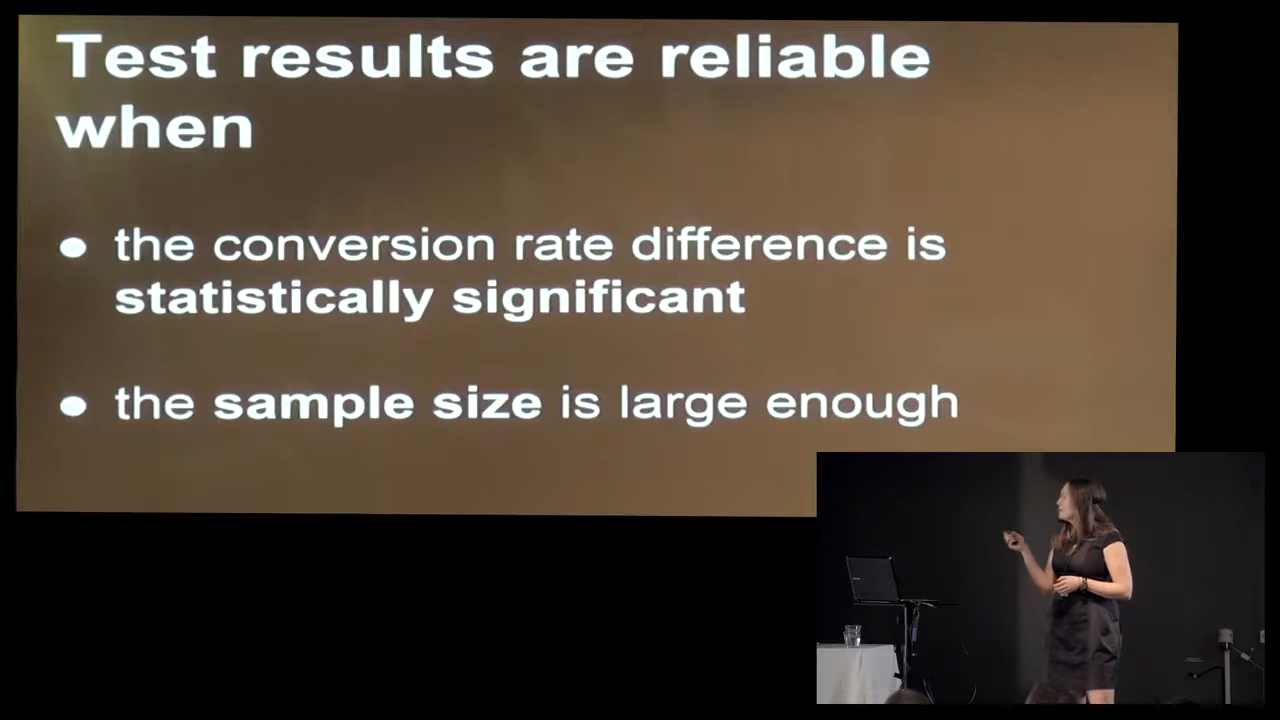 Test results are reliable
when
• the conversion rate difference is
statistically significant
• the sample size is large enough